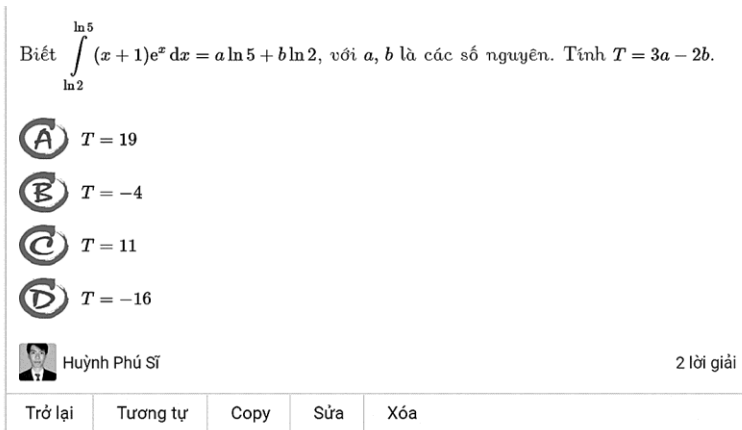 Biết ∫_{ln 2}^{ln 5} (x + 1)eˣ dx = a ln 5 + b ln 2, với a, b là các số nguyên. Tính T = 3a − 2b.
A T = 19
B T = −4
C T = 11
D T = −16
Huỳnh Phú Sĩ 2 lời giải
Trở lại Tương tự Copy Sửa Xóa